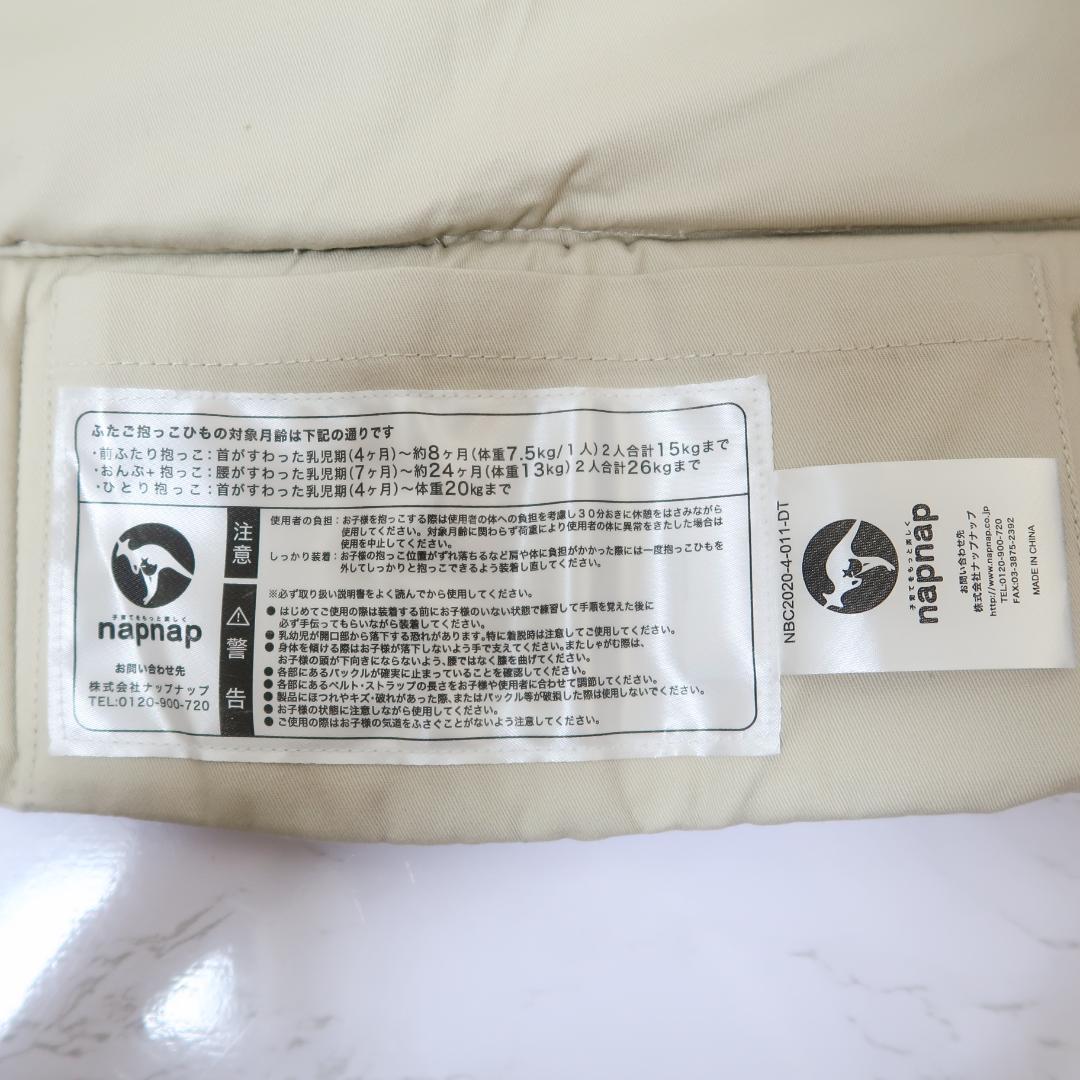 ふたご抱っこひもの対象月齢は下記の通りです
・前ふたり抱っこ：首がすわった乳児期(4ヶ月)～約8ヶ月(体重7.5kg/1人)2人合計15kgまで
・おんぶ+抱っこ：腰がすわった乳児期(7ヶ月)～約24ヶ月(体重13kg)2人合計26kgまで
・ひとり抱っこ：首がすわった乳児期(4ヶ月)～体重20kgまで
子育てをもっと楽しく
napnap
お問い合わせ先
株式会社ナップナップ
TEL:0120-900-720
注意
使用者の負担：お子様を抱っこする際は使用者の体への負担を考慮し30分おきに休憩をはさみながら
使用してください。対象月齢に関わらず荷重により使用者の体に異常をきたした場合は
使用を中止してください。
しっかり装着：お子様の抱っこ位置がずれ落ちるなど肩や体に負担がかかった際には一度抱っこひもを
外してしっかりと抱っこできるよう装着し直してください。
⚠警告
※必ず取り扱い説明書をよく読んでから使用してください。
●はじめてご使用の際は装着する前にお子様のいない状態で練習して手順を覚えた後に
必ず手伝ってもらいながら装着してください。
●乳幼児が開口部から落下する恐れがあります。特に着脱時は注意してご使用してください。
●身体を傾ける際はお子様が落下しないよう手で支えてください。またしゃがむ際は、
お子様の頭が下向きにならないよう、腰ではなく膝を曲げてください。
●各部にあるバックルが確実に止まっていることを確認してください。
●各部にあるベルト・ストラップの長さをお子様や使用者に合わせて調節してください。
●製品にほつれやキズ・破れがあった際、またはバックル等が破損した際は使用しないでください。
●お子様の状態に注意しながら使用してください。
●ご使用の際はお子様の気道をふさぐことがないよう注意してください。
NBC2020-4-011-DT
子育てをもっと楽しく
napnap
お問い合わせ先
株式会社ナップナップ
http://www.napnap.co.jp
TEL:0120-900-720
FAX:03-3875-2392
MADE IN CHINA